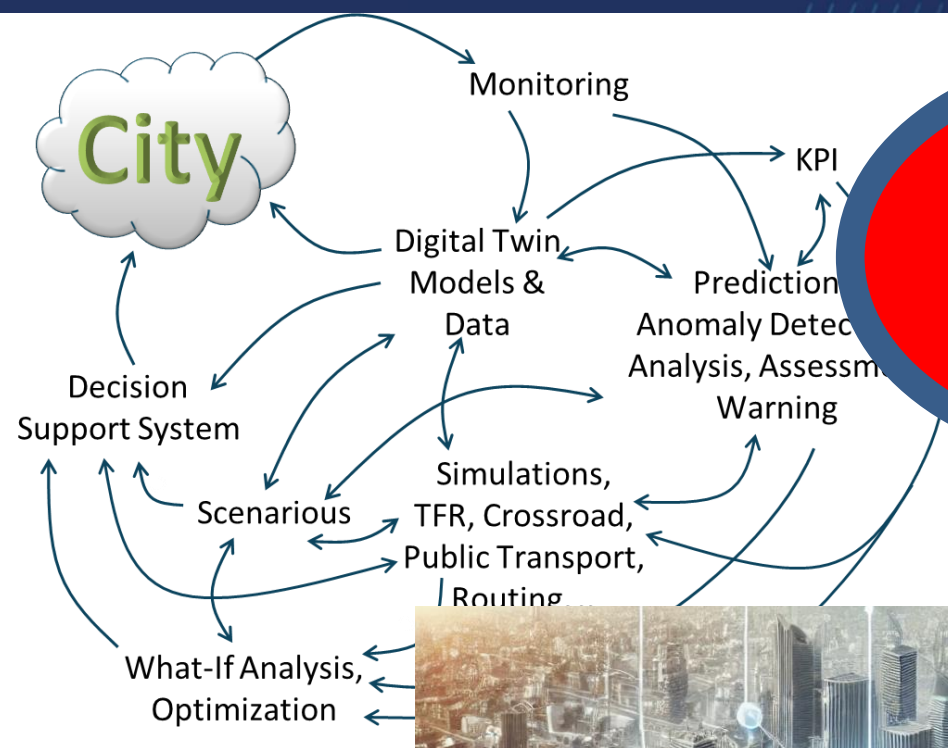 City
Monitoring
KPI
Digital Twin
Models &
Data
Prediction
Anomaly Detec
Analysis, Assessm
Warning
Decision
Support System
Scenarious
Simulations,
TFR, Crossroad,
Public Transport,
Routing...
What-If Analysis,
Optimization